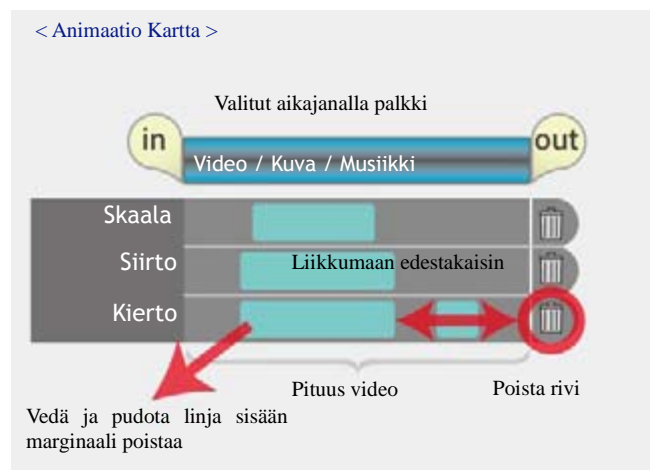 < Animaatio Kartta >
Valitut aikajanalla palkki
in
out
Video / Kuva / Musiikki
Skaala
Siirto
Liikkumaan edestakaisin
Kierto
Pituus video
Poista rivi
Vedä ja pudota linja sisään
marginaali poistaa